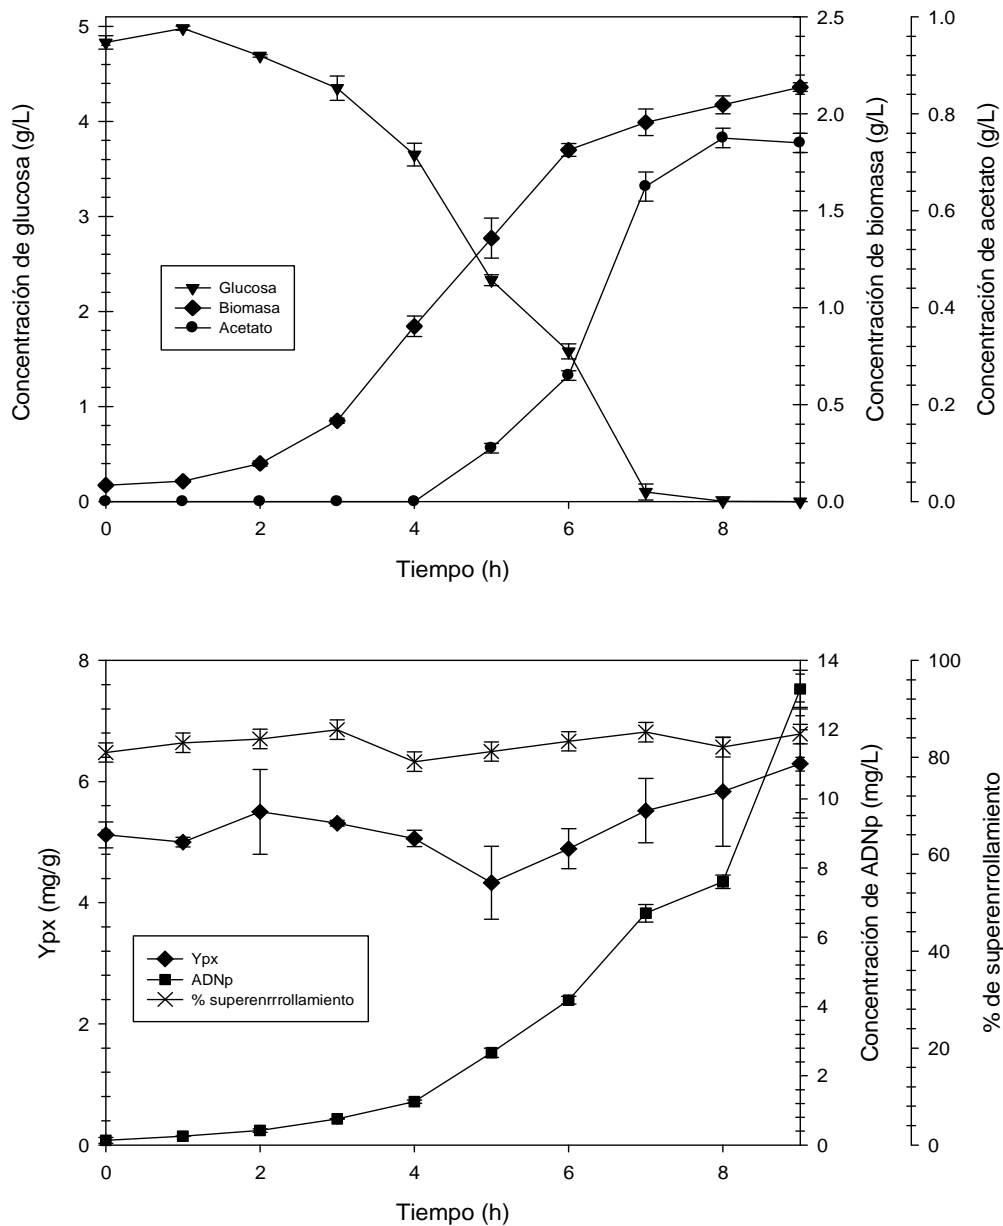 Concentración de glucosa (g/L)
5
4
3
2
1
0
Glucosa
Biomasa
Acetato
2.5
2.0
1.5
1.0
0.5
0.0
Concentración de biomasa (g/L)
1.0
0.8
0.6
0.4
0.2
0.0
Concentración de acetato (g/L)
0 2 4 6 8
Tiempo (h)
Ypx (mg/g)
8
6
4
2
0
Ypx
ADNp
% superenrrrollamiento
14
12
10
8
6
4
2
0
Concentración de ADNp (mg/L)
100
80
60
40
20
0
% de superenrrollamiento
0 2 4 6 8
Tiempo (h)